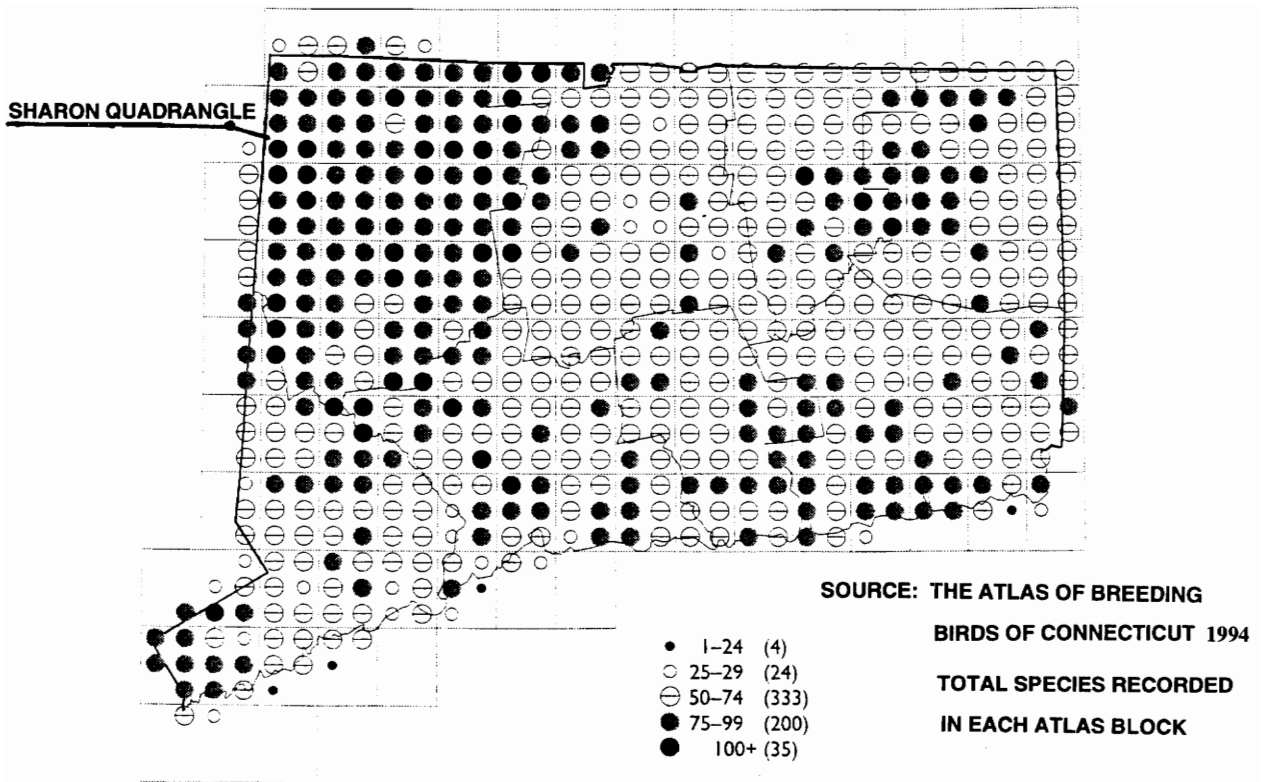 SHARON QUADRANGLE
SOURCE: THE ATLAS OF BREEDING
BIRDS OF CONNECTICUT 1994
TOTAL SPECIES RECORDED
IN EACH ATLAS BLOCK
1–24 (4)
25–29 (24)
50–74 (333)
75–99 (200)
100+ (35)